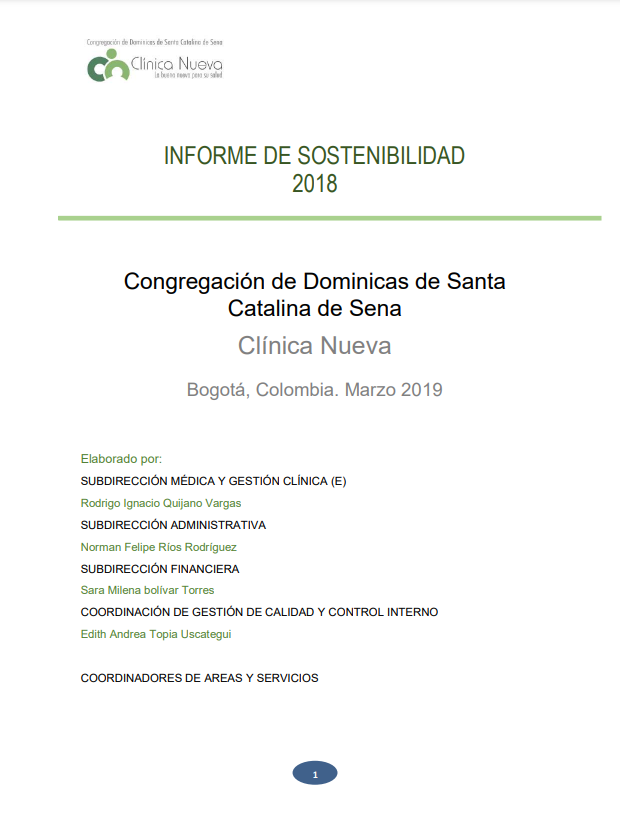 Congregación de Dominicas de Santa Catalina de Sena
Clínica Nueva
La buena nueva para su salud
INFORME DE SOSTENIBILIDAD
2018
Congregación de Dominicas de Santa
Catalina de Sena
Clínica Nueva
Bogotá, Colombia. Marzo 2019
Elaborado por:
SUBDIRECCIÓN MÉDICA Y GESTIÓN CLÍNICA (E)
Rodrigo Ignacio Quijano Vargas
SUBDIRECCIÓN ADMINISTRATIVA
Norman Felipe Ríos Rodríguez
SUBDIRECCIÓN FINANCIERA
Sara Milena bolívar Torres
COORDINACIÓN DE GESTIÓN DE CALIDAD Y CONTROL INTERNO
Edith Andrea Topia Uscategui
COORDINADORES DE AREAS Y SERVICIOS
1